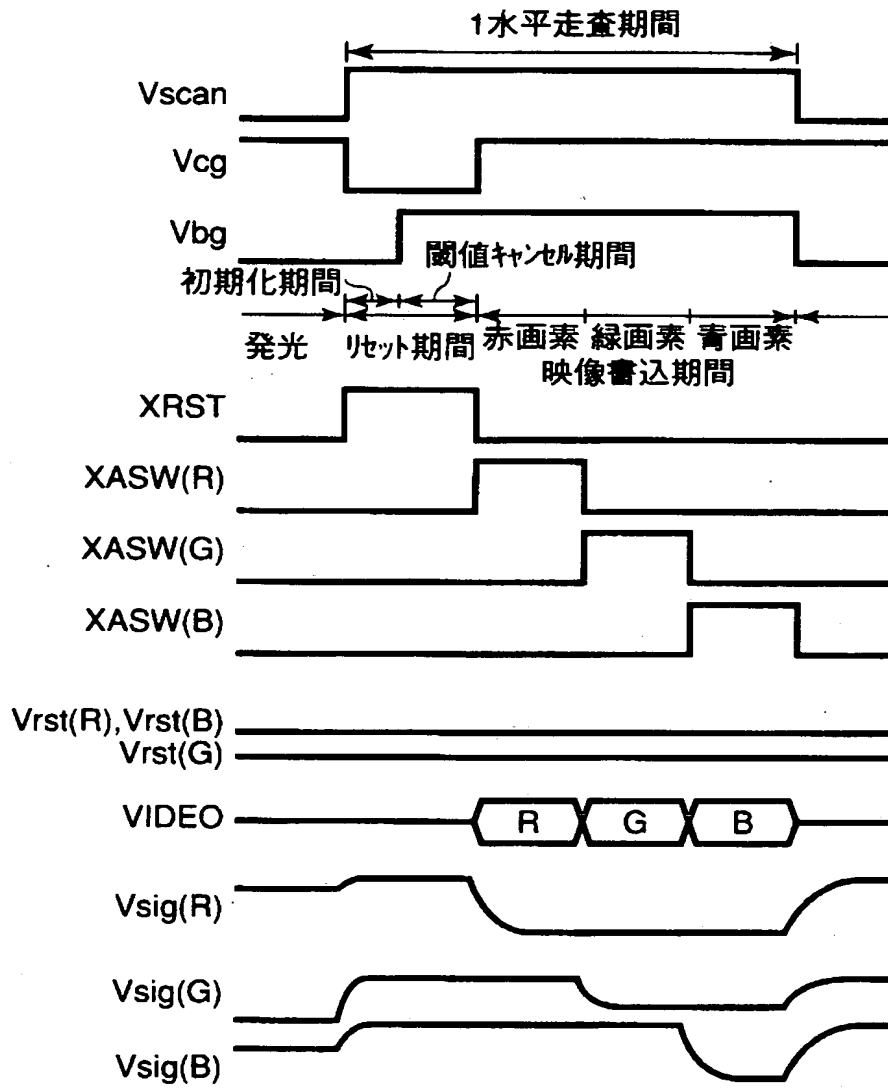 1水平走査期間
Vscan
Vcg
Vbg
閾値キャンセル期間
初期化期間
発光 リセット期間 赤画素 緑画素 青画素
映像書込期間
XRST
XASW(R)
XASW(G)
XASW(B)
Vrst(R),Vrst(B)
Vrst(G)
VIDEO R G B
Vsig(R)
Vsig(G)
Vsig(B)